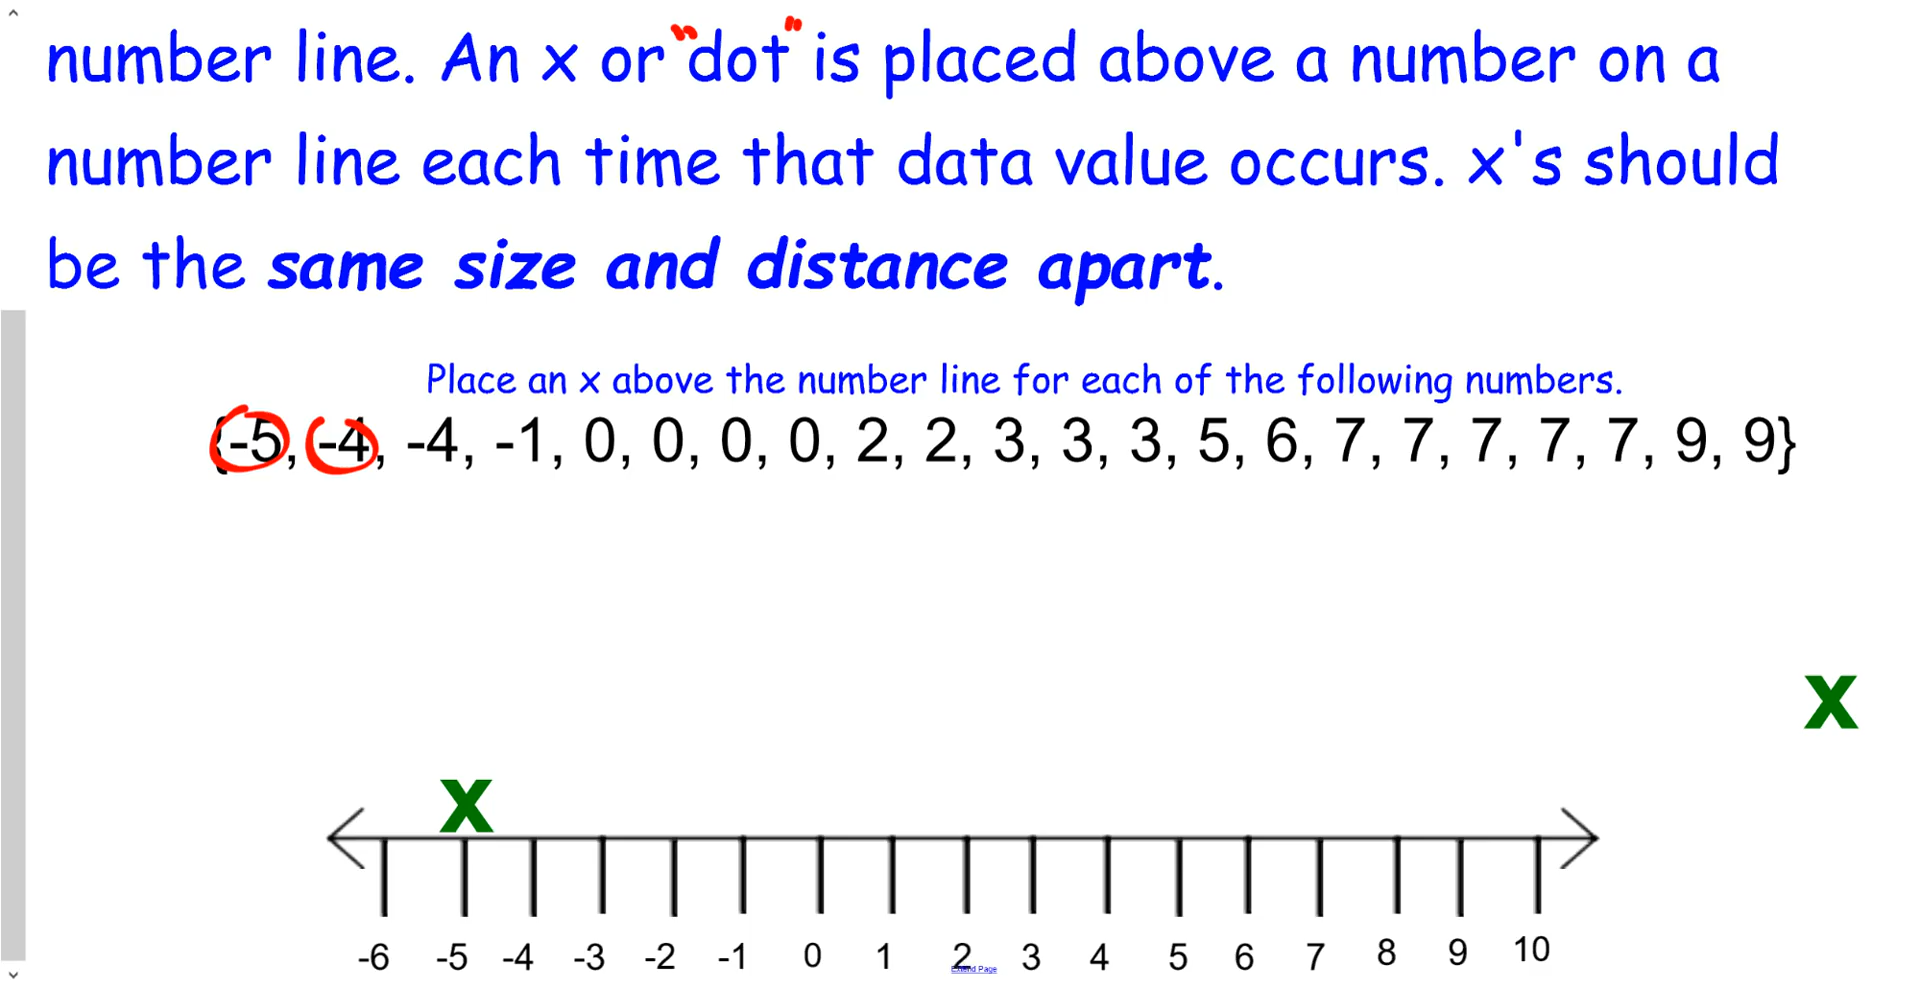 number line. An x or "dot" is placed above a number on a
number line each time that data value occurs. x's should
be the same size and distance apart.
Place an x above the number line for each of the following numbers.
{-5, -4, -4, -1, 0, 0, 0, 0, 2, 2, 3, 3, 3, 5, 6, 7, 7, 7, 7, 7, 9, 9}
x
x
-6 -5 -4 -3 -2 -1 0 1 2 3 4 5 6 7 8 9 10
Extend Page